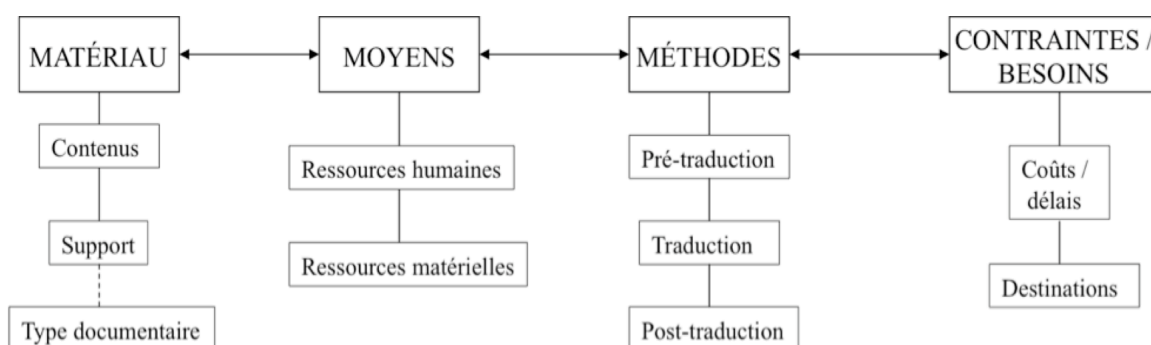 MATÉRIAU
MOYENS
MÉTHODES
CONTRAINTES /
BESOINS
Contenus
Support
Type documentaire
Ressources humaines
Ressources matérielles
Pré-traduction
Traduction
Post-traduction
Coûts /
délais
Destinations